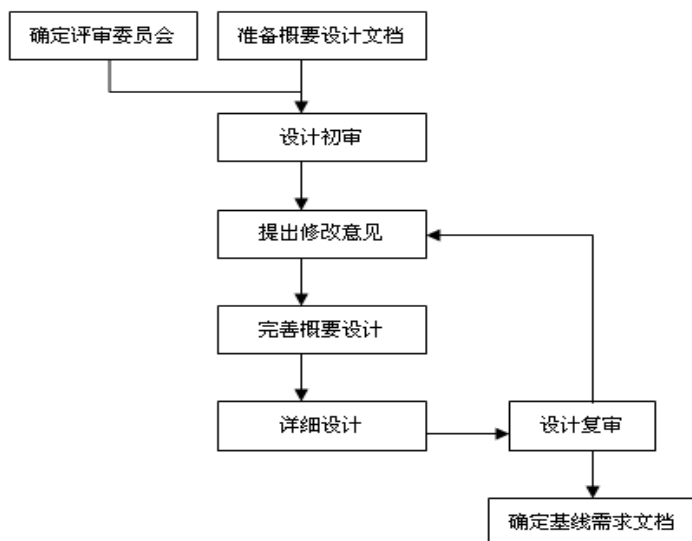 确定评审委员会
准备概要设计文档
设计初审
提出修改意见
完善概要设计
详细设计
设计复审
确定基线需求文档